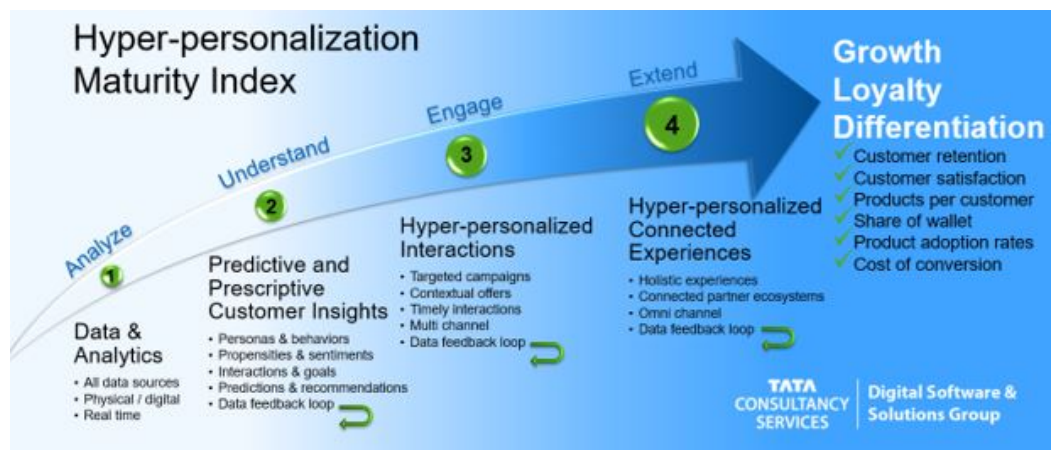 Hyper-personalization
Maturity Index
Analyze
1
Data &
Analytics
• All data sources
• Physical / digital
• Real time
Understand
2
Predictive and
Prescriptive
Customer Insights
• Personas & behaviors
• Propensities & sentiments
• Interactions & goals
• Predictions & recommendations
• Data feedback loop
Engage
3
Hyper-personalized
Interactions
• Targeted campaigns
• Contextual offers
• Timely interactions
• Multi channel
• Data feedback loop
Extend
4
Hyper-personalized
Connected
Experiences
• Holistic experiences
• Connected partner ecosystems
• Omni channel
• Data feedback loop
Growth
Loyalty
Differentiation
✓ Customer retention
✓ Customer satisfaction
✓ Products per customer
✓ Share of wallet
✓ Product adoption rates
✓ Cost of conversion
TATA
CONSULTANCY
SERVICES
Digital Software &
Solutions Group